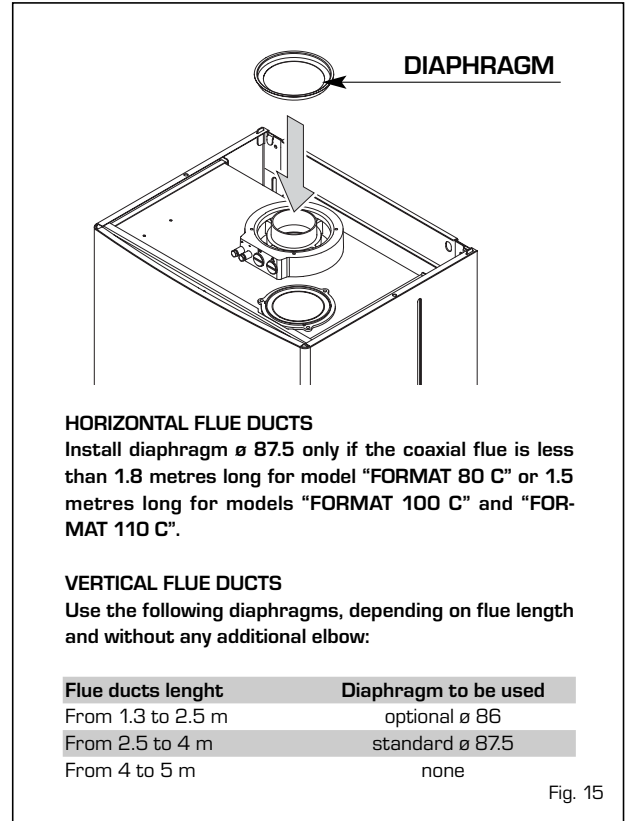 DIAPHRAGM
HORIZONTAL FLUE DUCTS
Install diaphragm ø 87.5 only if the coaxial flue is less
than 1.8 metres long for model “FORMAT 80 C” or 1.5
metres long for models “FORMAT 100 C” and “FOR-
MAT 110 C”.
VERTICAL FLUE DUCTS
Use the following diaphragms, depending on flue length
and without any additional elbow:
Flue ducts lenght Diaphragm to be used
From 1.3 to 2.5 m optional ø 86
From 2.5 to 4 m standard ø 87.5
From 4 to 5 m none
Fig. 15